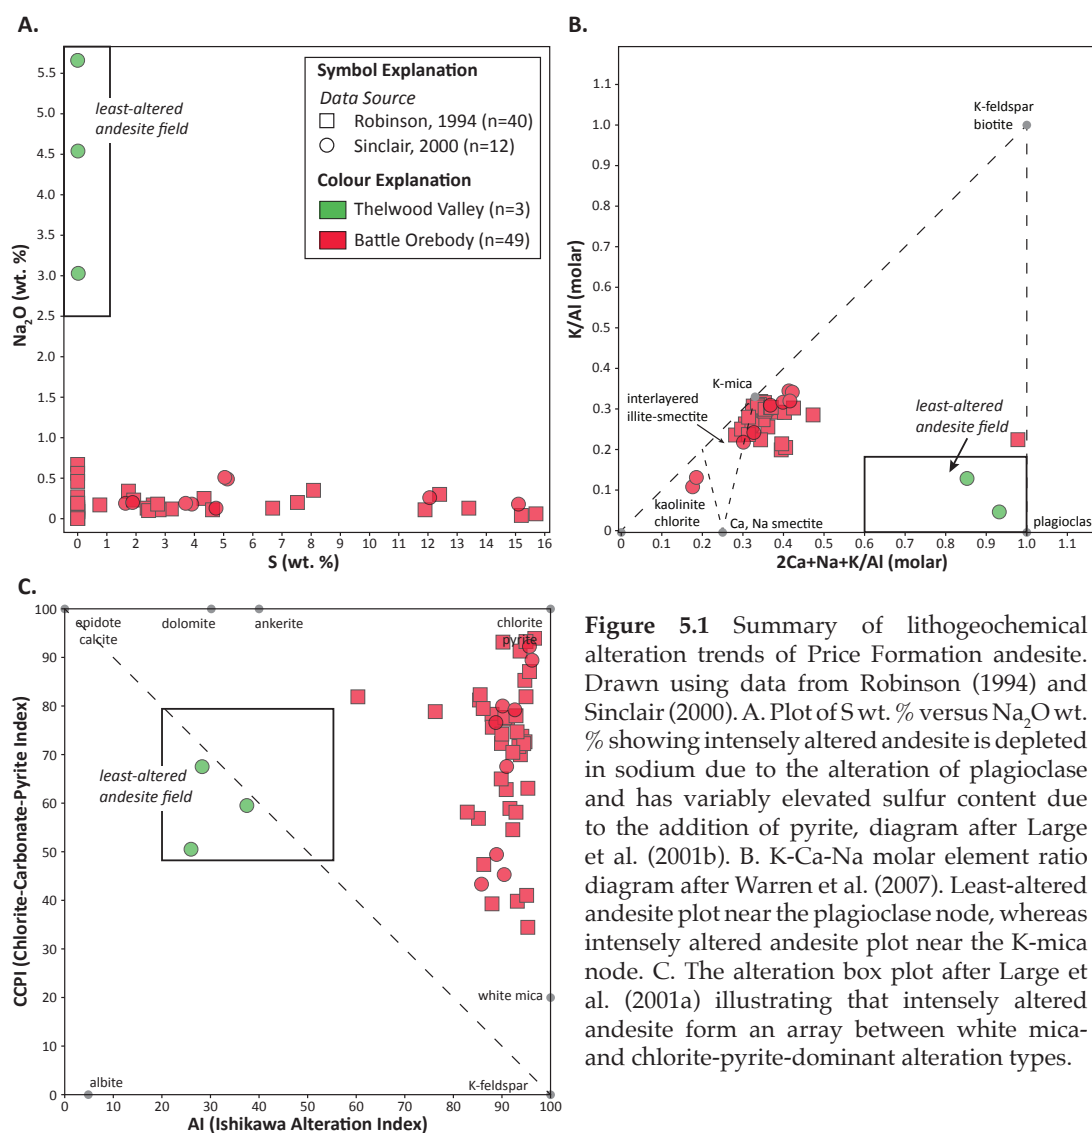 A.
5.5
5.0
4.5
4.0
3.5
3.0
2.5
2.0
1.5
1.0
0.5
0
Na2O (wt. %)
least-altered
andesite field
Symbol Explanation
Data Source
Robinson, 1994 (n=40)
Sinclair, 2000 (n=12)
Colour Explanation
Thelwood Valley (n=3)
Battle Orebody (n=49)
0 1 2 3 4 5 6 7 8 9 10 11 12 13 14 15 16
S (wt. %)
B.
1.1
1.0
0.9
0.8
0.7
0.6
0.5
0.4
0.3
0.2
0.1
0
K/Al (molar)
K-feldspar
biotite
K-mica
interlayered
illite-smectite
least-altered
andesite field
kaolinite
chlorite
Ca, Na smectite
plagioclas
0 0.1 0.2 0.3 0.4 0.5 0.6 0.7 0.8 0.9 1.0 1.1
2Ca+Na+K/Al (molar)
C.
100
90
80
70
60
50
40
30
20
10
0
CCPI (Chlorite-Carbonate-Pyrite Index)
epidote
calcite
dolomite
ankerite
chlorite
pyrite
least-altered
andesite field
white mica
albite
K-feldspar
0 10 20 30 40 50 60 70 80 90 100
AI (Ishikawa Alteration Index)
Figure 5.1 Summary of lithogeochemical
alteration trends of Price Formation andesite.
Drawn using data from Robinson (1994) and
Sinclair (2000). A. Plot of S wt. % versus Na2O wt.
% showing intensely altered andesite is depleted
in sodium due to the alteration of plagioclase
and has variably elevated sulfur content due
to the addition of pyrite, diagram after Large
et al. (2001b). B. K-Ca-Na molar element ratio
diagram after Warren et al. (2007). Least-altered
andesite plot near the plagioclase node, whereas
intensely altered andesite plot near the K-mica
node. C. The alteration box plot after Large et
al. (2001a) illustrating that intensely altered
andesite form an array between white mica-
and chlorite-pyrite-dominant alteration types.